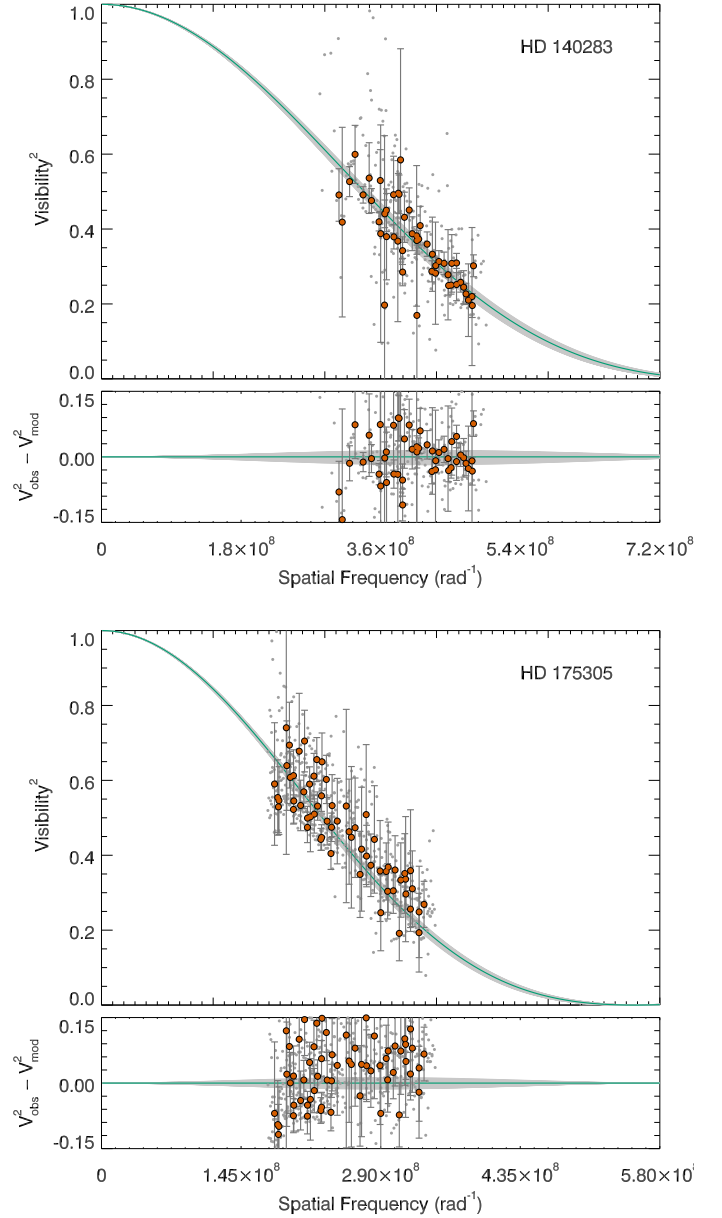 1.0
HD 140283
0.8
0.6
Visibility²
0.4
0.2
0.0
0.15
V²obs − V²mod
0.00
-0.15
0 1.8×10⁸ 3.6×10⁸ 5.4×10⁸ 7.2×10⁸
Spatial Frequency (rad⁻¹)
1.0
HD 175305
0.8
0.6
Visibility²
0.4
0.2
0.0
0.15
V²obs − V²mod
0.00
-0.15
0 1.45×10⁸ 2.90×10⁸ 4.35×10⁸ 5.80×10
Spatial Frequency (rad⁻¹)